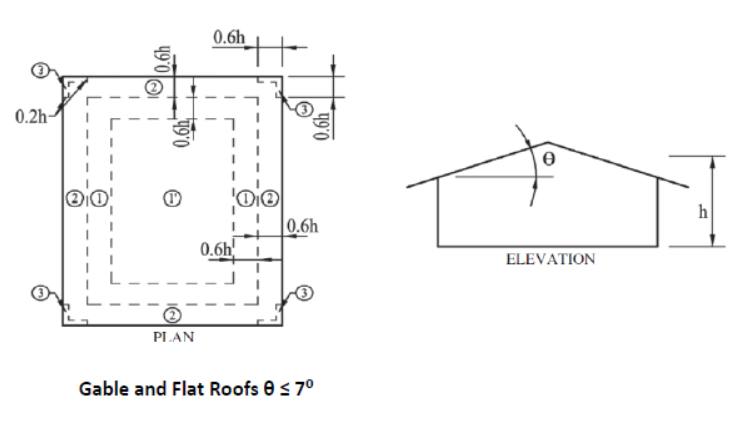 0.6h
0.6h
③
②
③
0.2h
0.6h
0.6h
② ① ①' ① ②
0.6h
0.6h
③
③
②
PLAN
θ
h
ELEVATION
Gable and Flat Roofs θ ≤ 7⁰